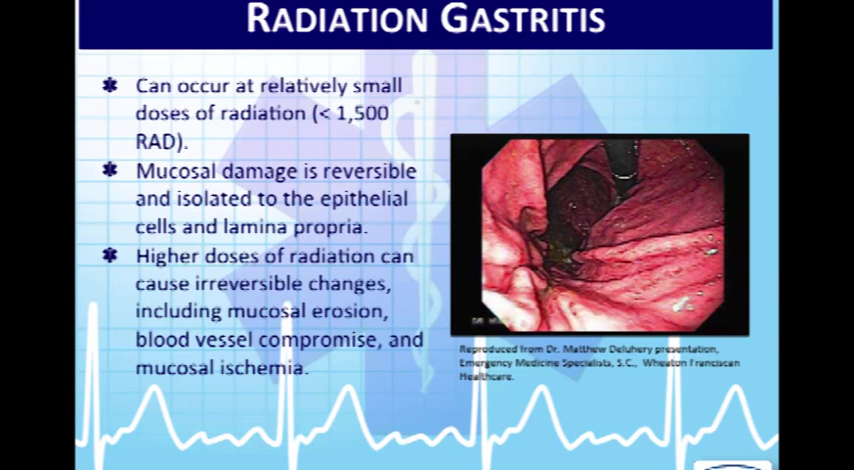 RADIATION GASTRITIS
Can occur at relatively small
doses of radiation (< 1,500
RAD).
Mucosal damage is reversible
and isolated to the epithelial
cells and lamina propria.
Higher doses of radiation can
cause irreversible changes,
including mucosal erosion,
blood vessel compromise, and
mucosal ischemia.
DR
Reproduced from Dr. Matthew Deluhery presentation,
Emergency Medicine Specialists, S.C., Wheaton Franciscan
Healthcare.